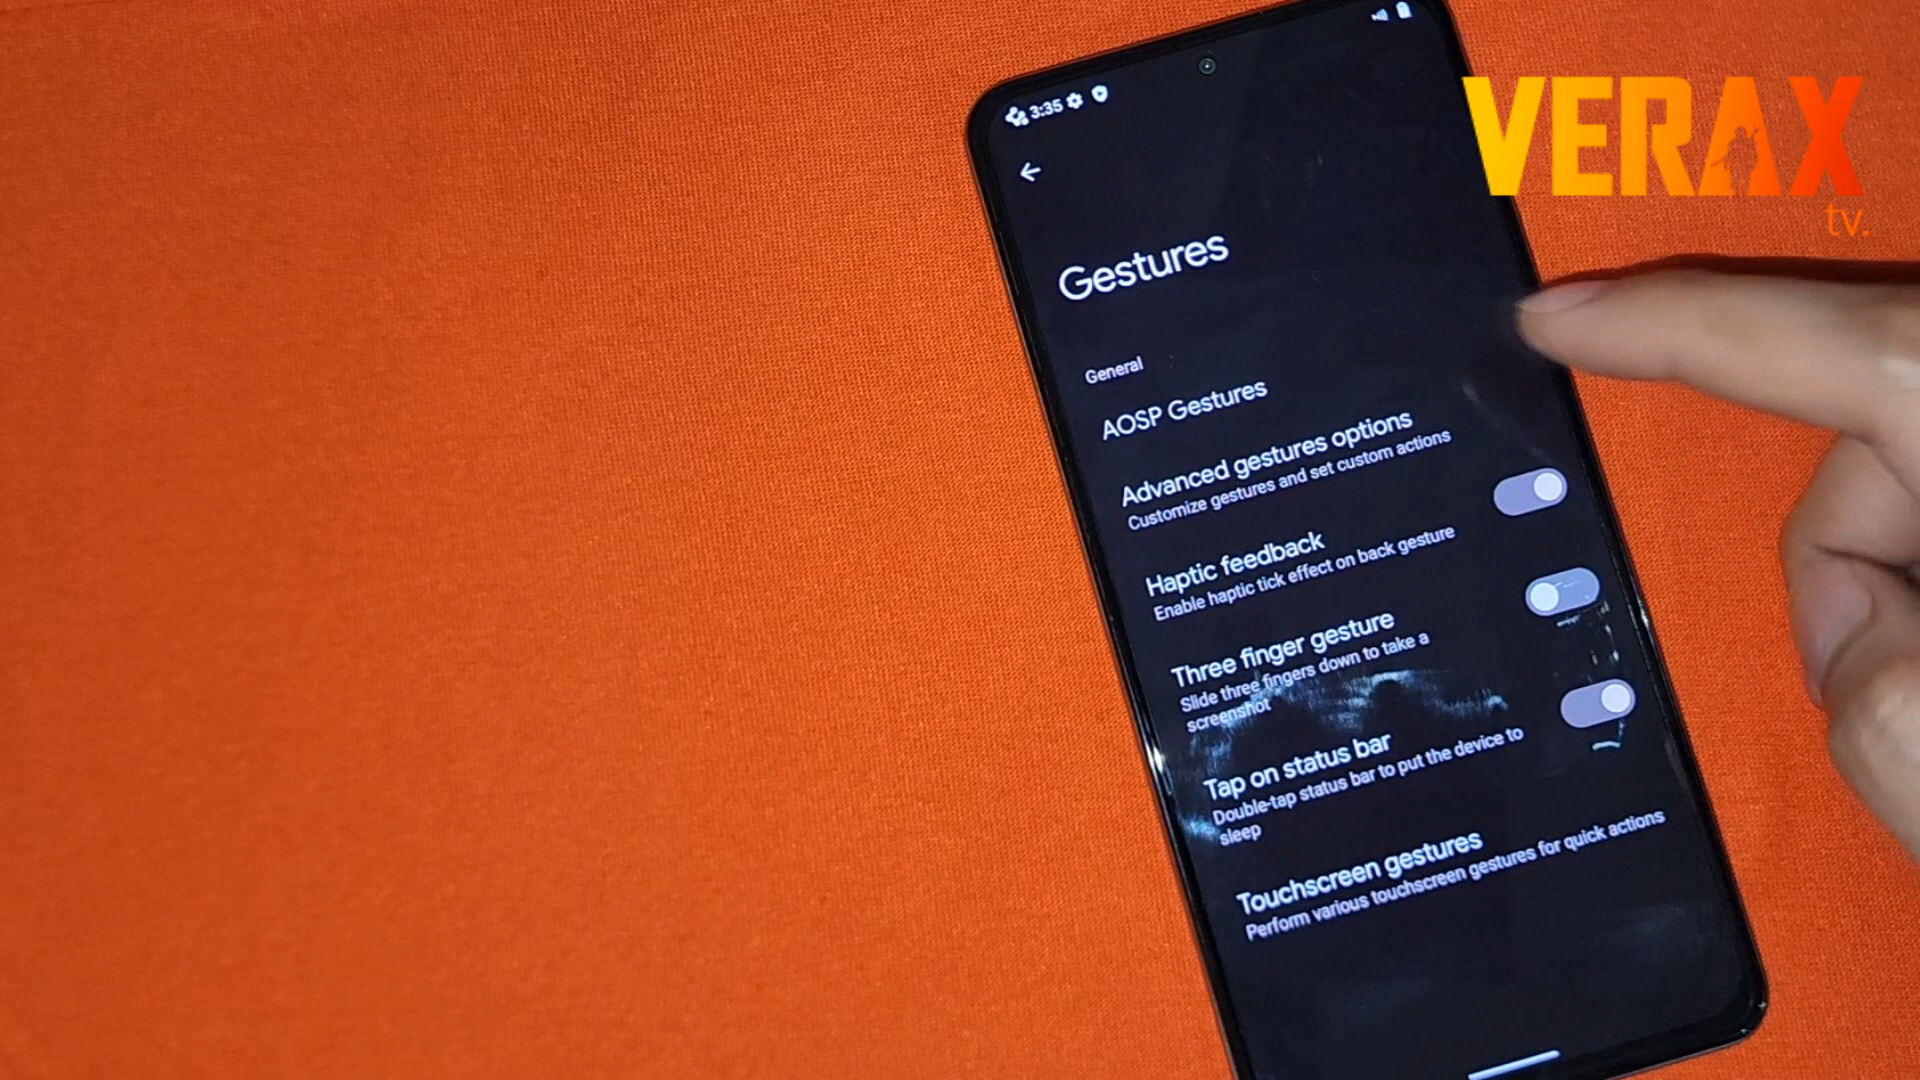 3:35
VERAX
tv.
Gestures
General
AOSP Gestures
Advanced gestures options
Customize gestures and set custom actions
Haptic feedback
Enable haptic tick effect on back gesture
Three finger gesture
Slide three fingers down to take a
screenshot
Tap on status bar
Double-tap status bar to put the device to
sleep
Touchscreen gestures
Perform various touchscreen gestures for quick actions